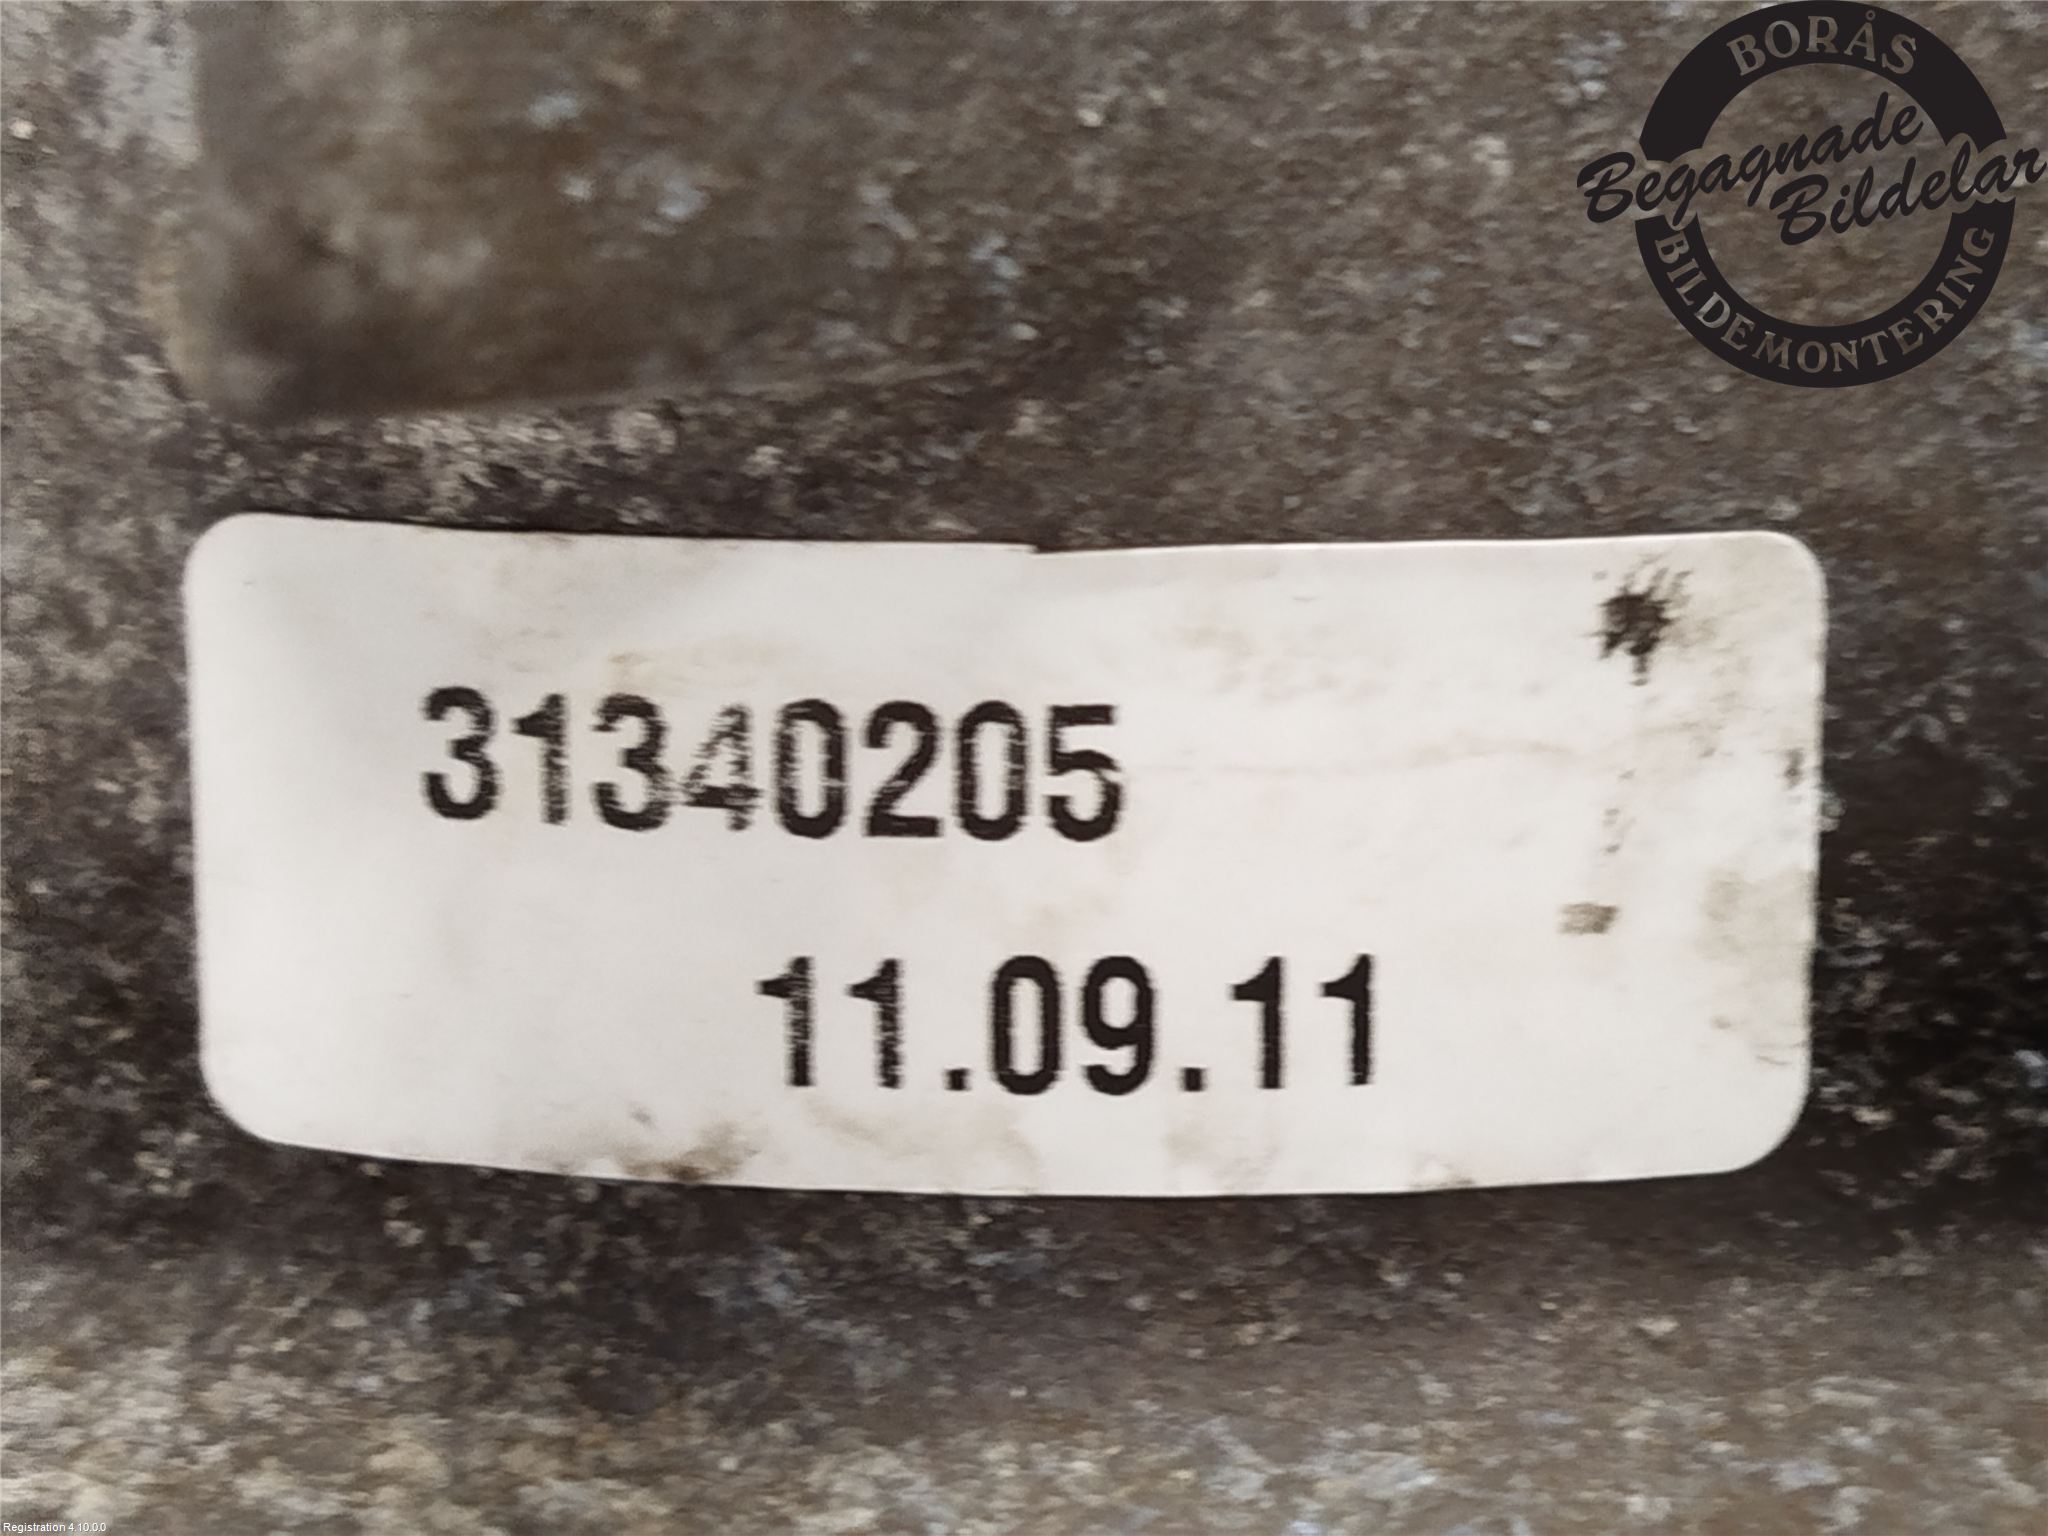 BORÅS
Begagnade
Bildelar
BILDEMONTERING
31340205
11.09.11
Registration 4.10.0.0